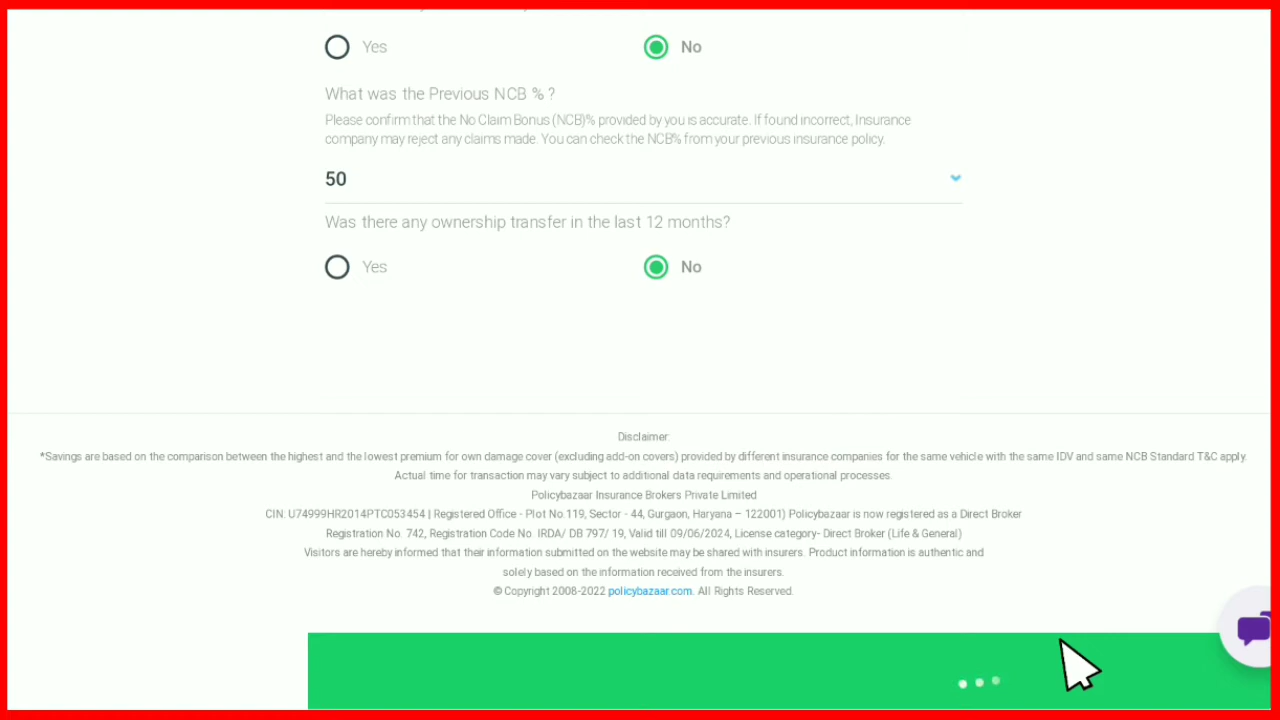 Yes No
What was the Previous NCB % ?
Please confirm that the No Claim Bonus (NCB)% provided by you is accurate. If found incorrect, Insurance
company may reject any claims made. You can check the NCB% from your previous insurance policy.
50
Was there any ownership transfer in the last 12 months?
Yes No
Disclaimer:
*Savings are based on the comparison between the highest and the lowest premium for own damage cover (excluding add-on covers) provided by different insurance companies for the same vehicle with the same IDV and same NCB Standard T&C apply.
Actual time for transaction may vary subject to additional data requirements and operational processes.
Policybazaar Insurance Brokers Private Limited
CIN: U74999HR2014PTC053454 | Registered Office - Plot No.119, Sector - 44, Gurgaon, Haryana – 122001) Policybazaar is now registered as a Direct Broker
Registration No. 742, Registration Code No. IRDA/ DB 797/ 19, Valid till 09/06/2024, License category- Direct Broker (Life & General)
Visitors are hereby informed that their information submitted on the website may be shared with insurers. Product information is authentic and
solely based on the information received from the insurers.
© Copyright 2008-2022 policybazaar.com. All Rights Reserved.